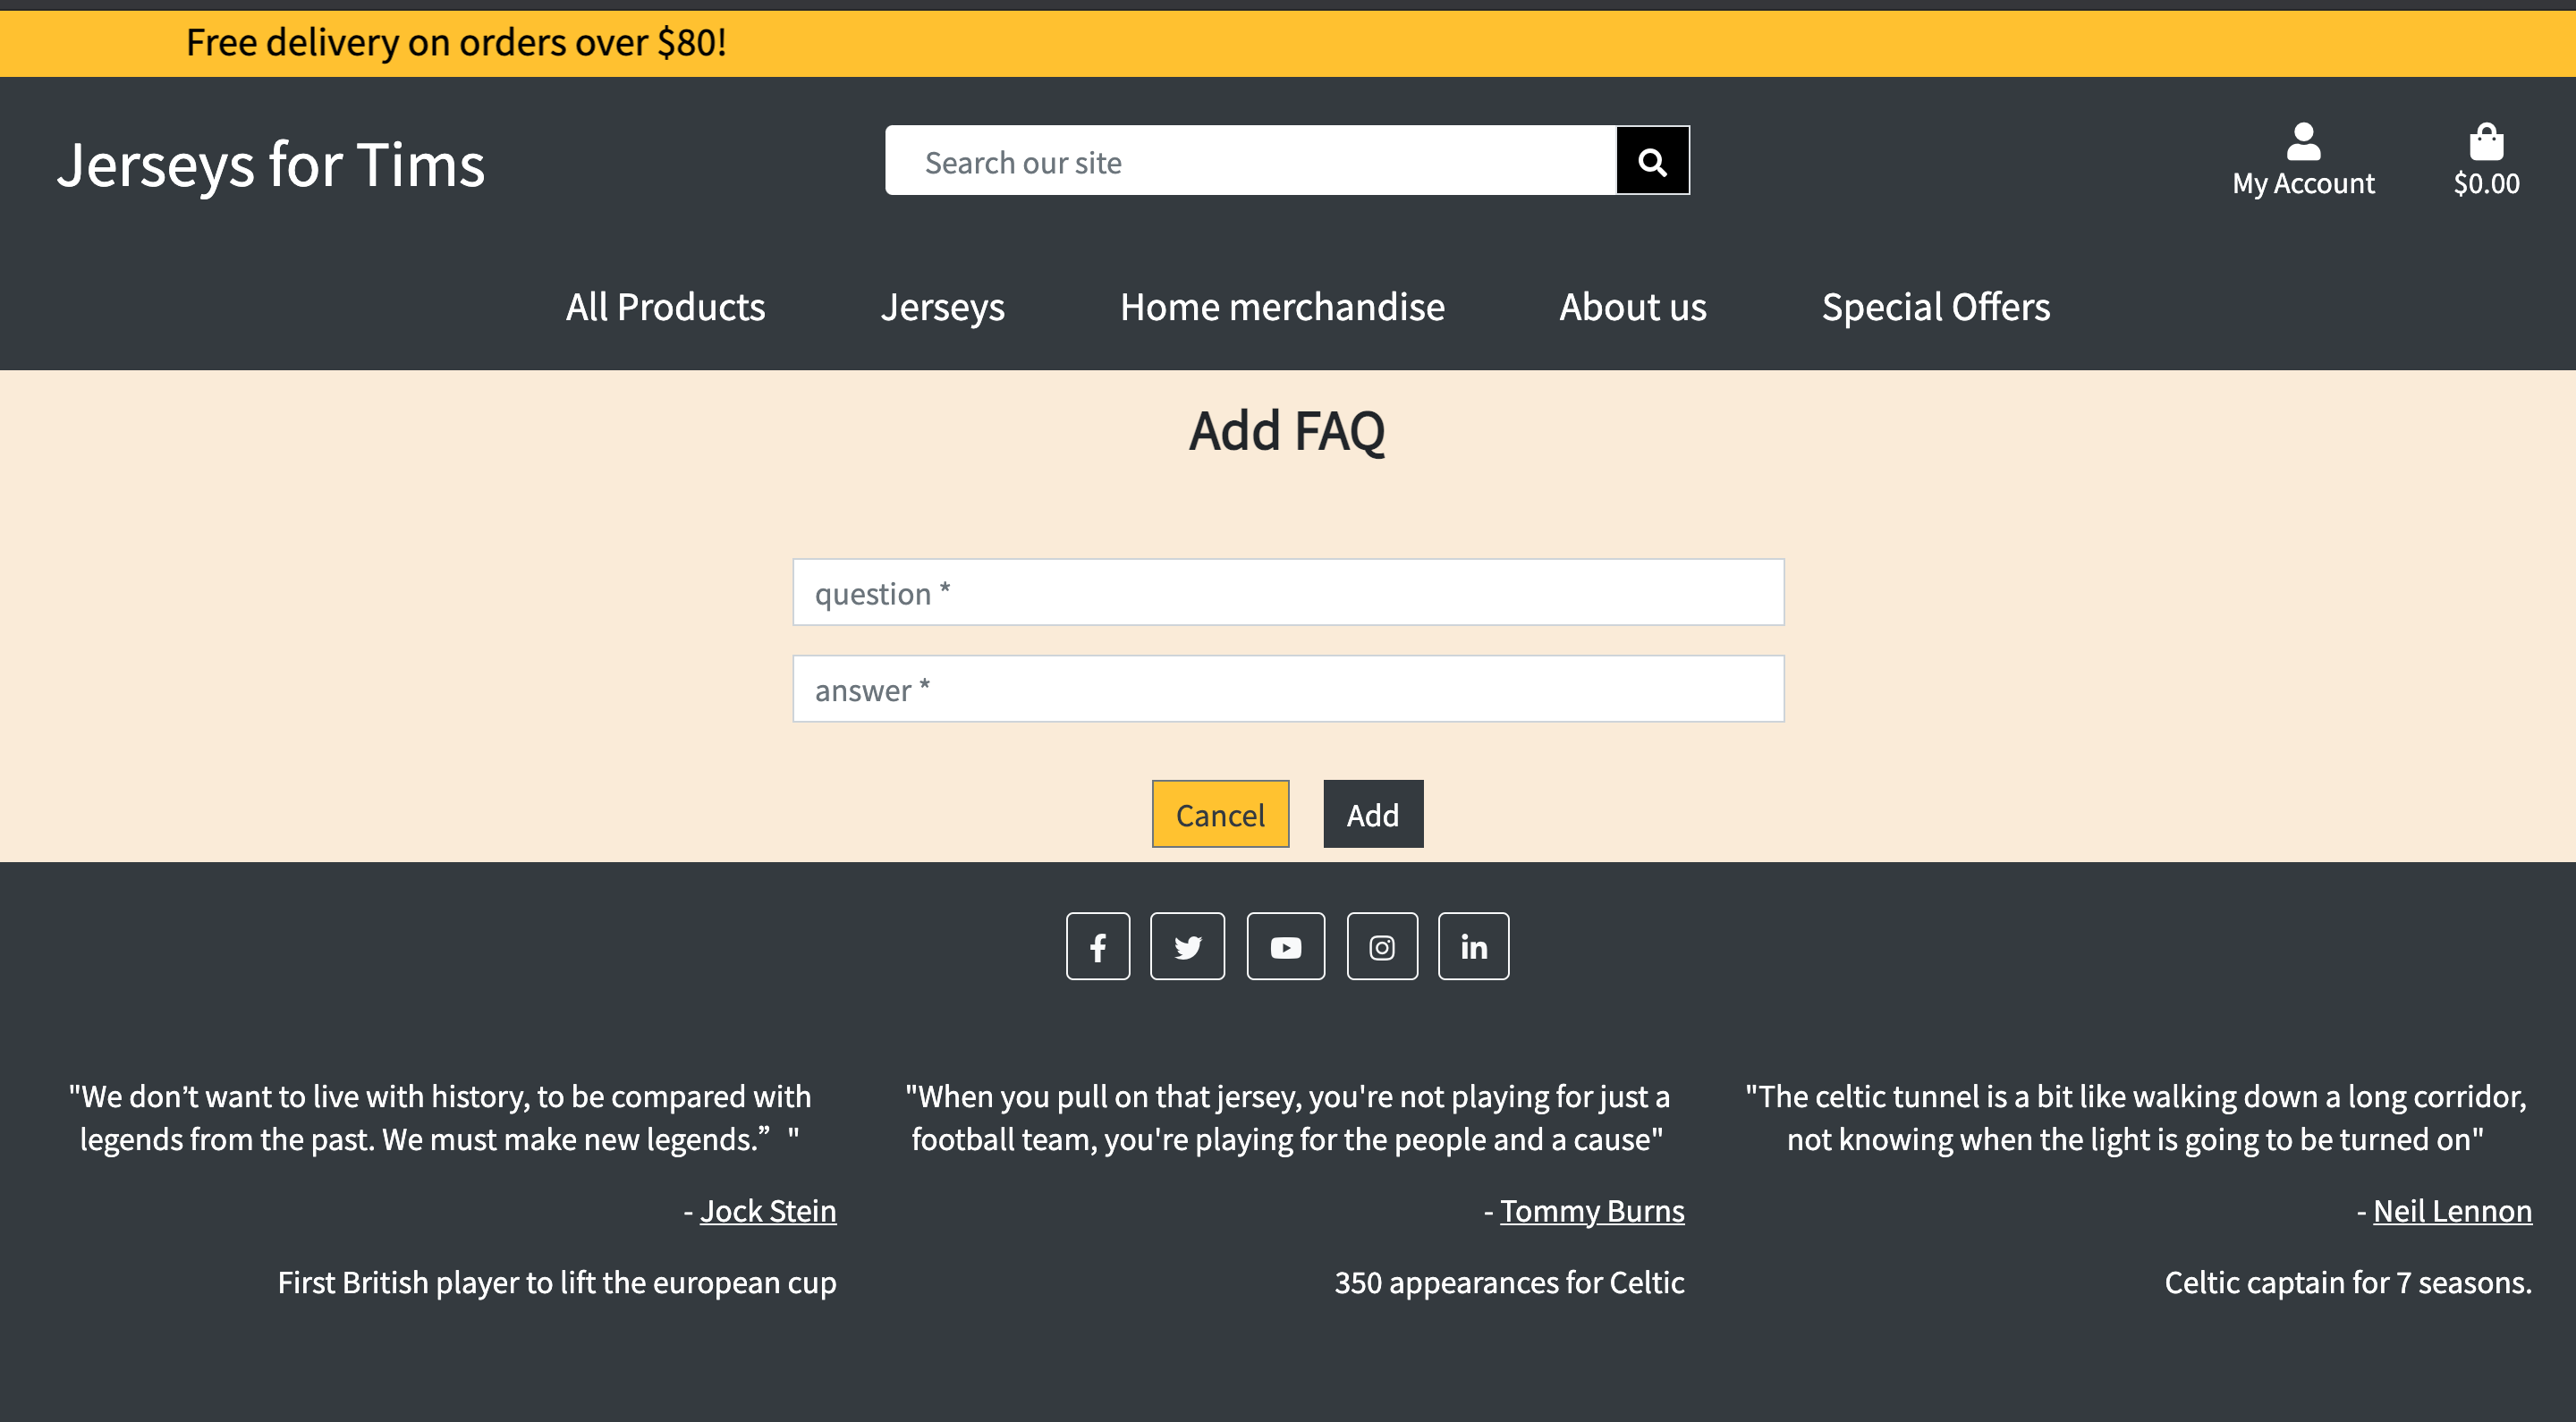 Free delivery on orders over $80!
Jerseys for Tims
Search our site
My Account
$0.00
All Products
Jerseys
Home merchandise
About us
Special Offers
Add FAQ
question *
answer *
Cancel
Add
"We don’t want to live with history, to be compared with
legends from the past. We must make new legends.” "
- Jock Stein
First British player to lift the european cup
"When you pull on that jersey, you're not playing for just a
football team, you're playing for the people and a cause"
- Tommy Burns
350 appearances for Celtic
"The celtic tunnel is a bit like walking down a long corridor,
not knowing when the light is going to be turned on"
- Neil Lennon
Celtic captain for 7 seasons.